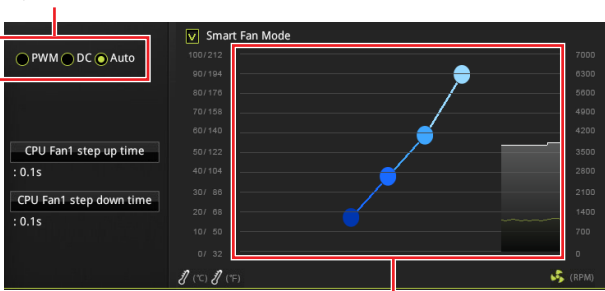 Smart Fan Mode
PWM DC Auto
100/212 7000
90/194 6300
80/176 5600
70/158 4900
60/140 4200
50/122 3500
40/104 2800
30/ 86 2100
20/ 68 1400
10/ 50 700
0/ 32 0
CPU Fan1 step up time
: 0.1s
CPU Fan1 step down time
: 0.1s
(℃) (℉) (RPM)